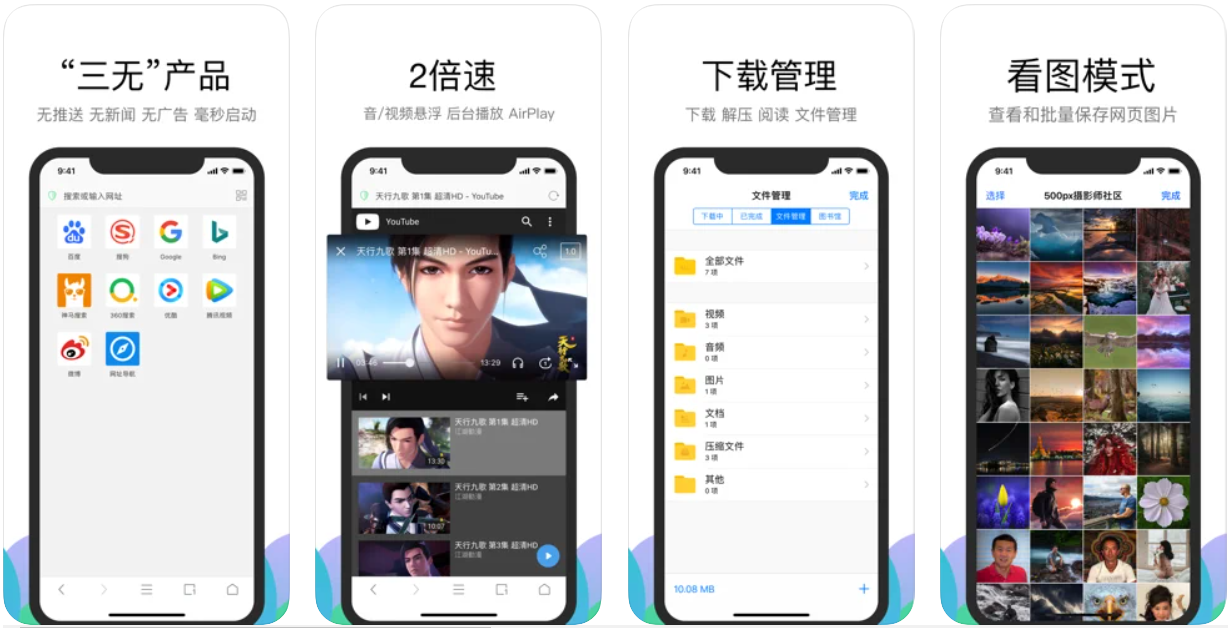 “三无”产品
无推送 无新闻 无广告 毫秒启动
9:41
搜索或输入网址
百度
搜狗
Google
Bing
神马搜索
360搜索
优酷
腾讯视频
微博
网址导航
2倍速
音/视频悬浮 后台播放 AirPlay
9:41
天行九歌 第1集 超清HD - YouTube
YouTube
天行九歌 第1集 超清HD - YouTu...
1.0
03:46
13:29
天行九歌
天行九歌 第1集 超清HD
江湖動漫
13:30
天行九歌 第2集 超清HD
江湖動漫
10:07
天行九歌 第3集 超清HD
江湖動漫
下载管理
下载 解压 阅读 文件管理
9:41
文件管理
完成
下载中
已完成
文件管理
图书馆
全部文件
7 项
视频
3 项
音频
0 项
图片
1 项
文档
1 项
压缩文件
3 项
其他
0 项
10.08 MB
看图模式
查看和批量保存网页图片
9:41
选择
500px摄影师社区
完成